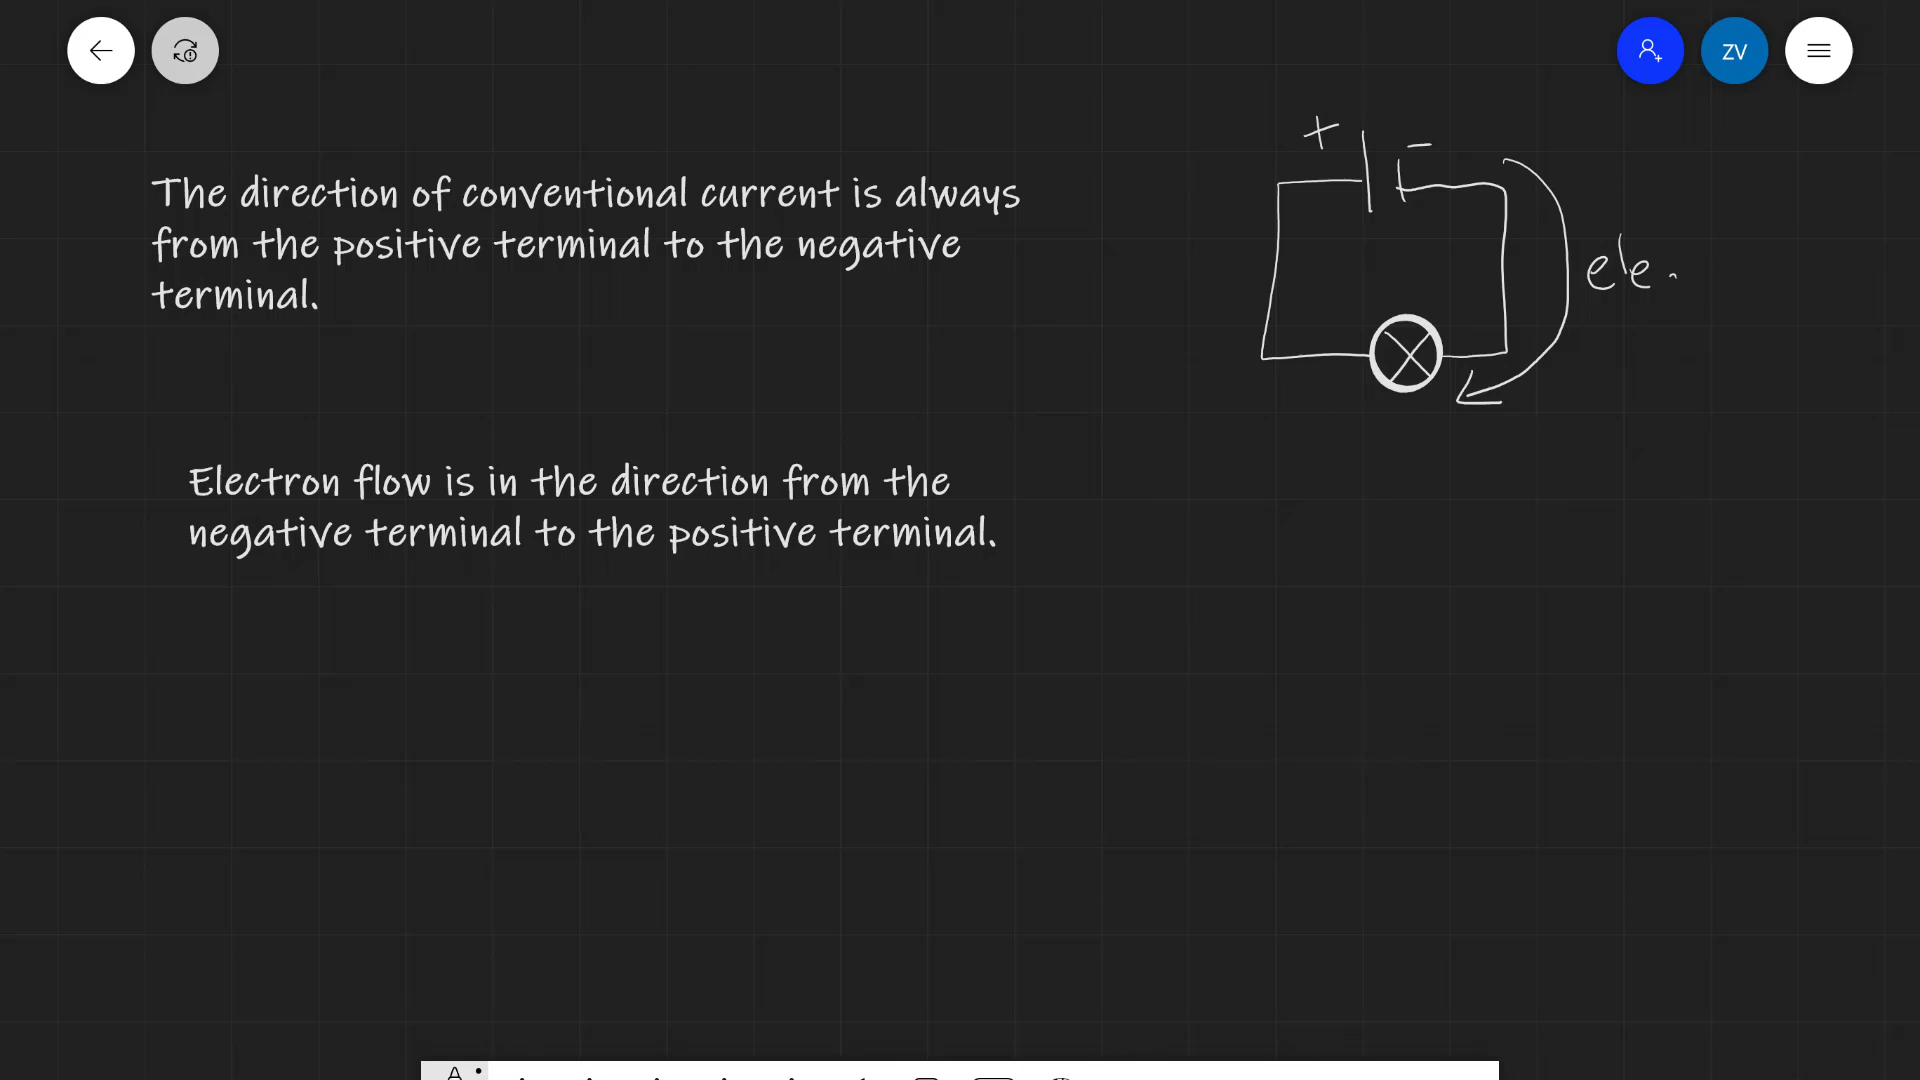 ZV
The direction of conventional current is always
from the positive terminal to the negative
terminal.
+ -
ele.
Electron flow is in the direction from the
negative terminal to the positive terminal.